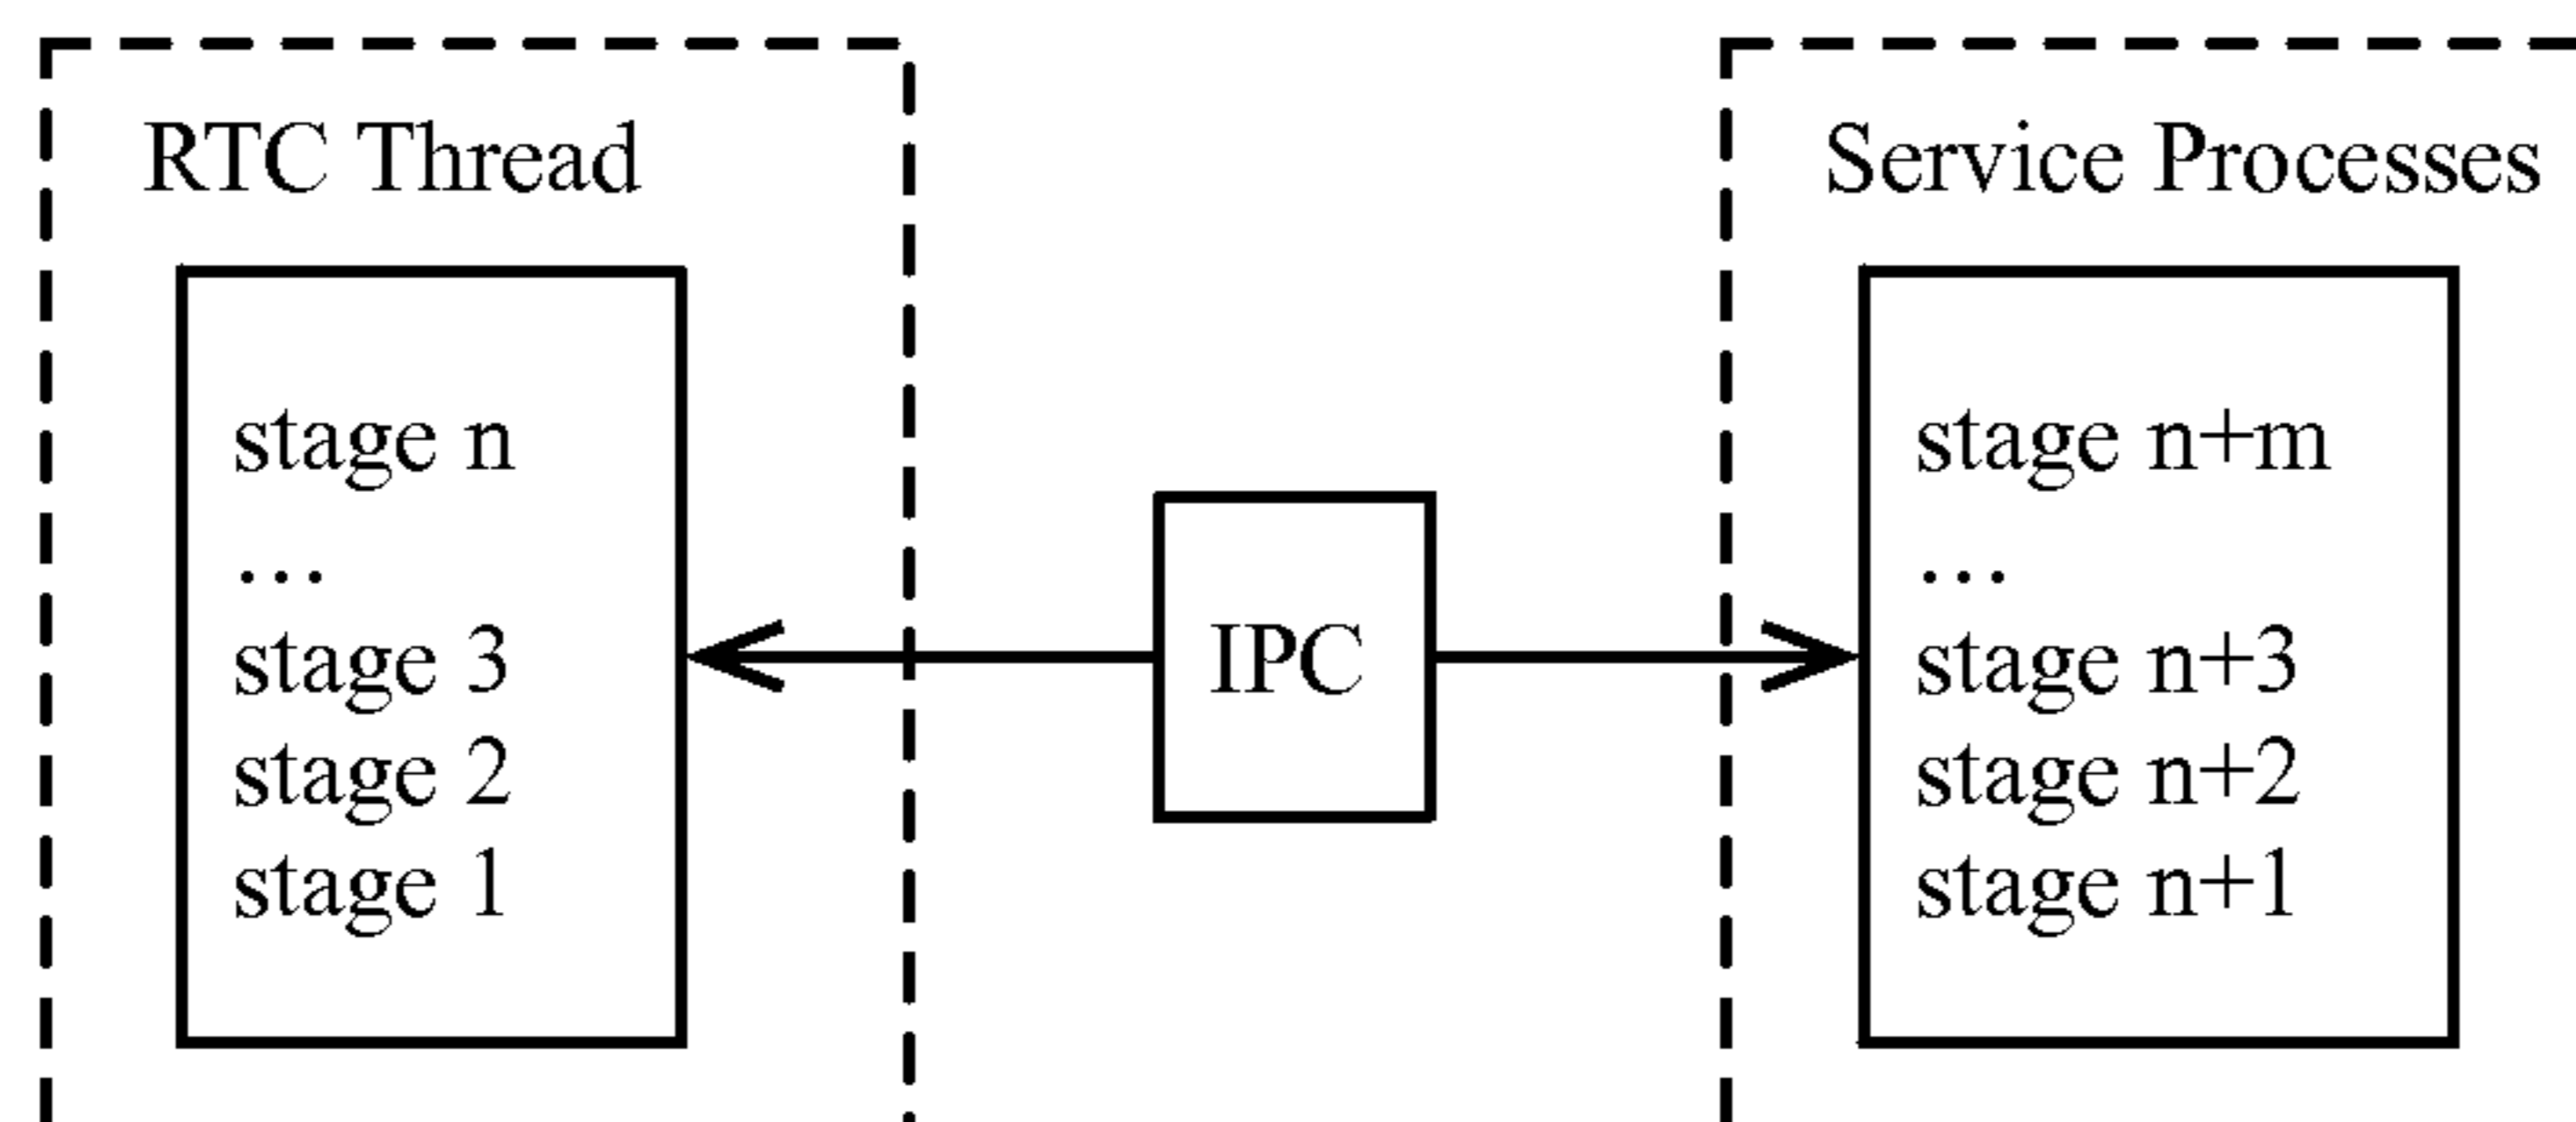 RTC Thread
stage n
...
stage 3
stage 2
stage 1
IPC
Service Processes
stage n+m
...
stage n+3
stage n+2
stage n+1